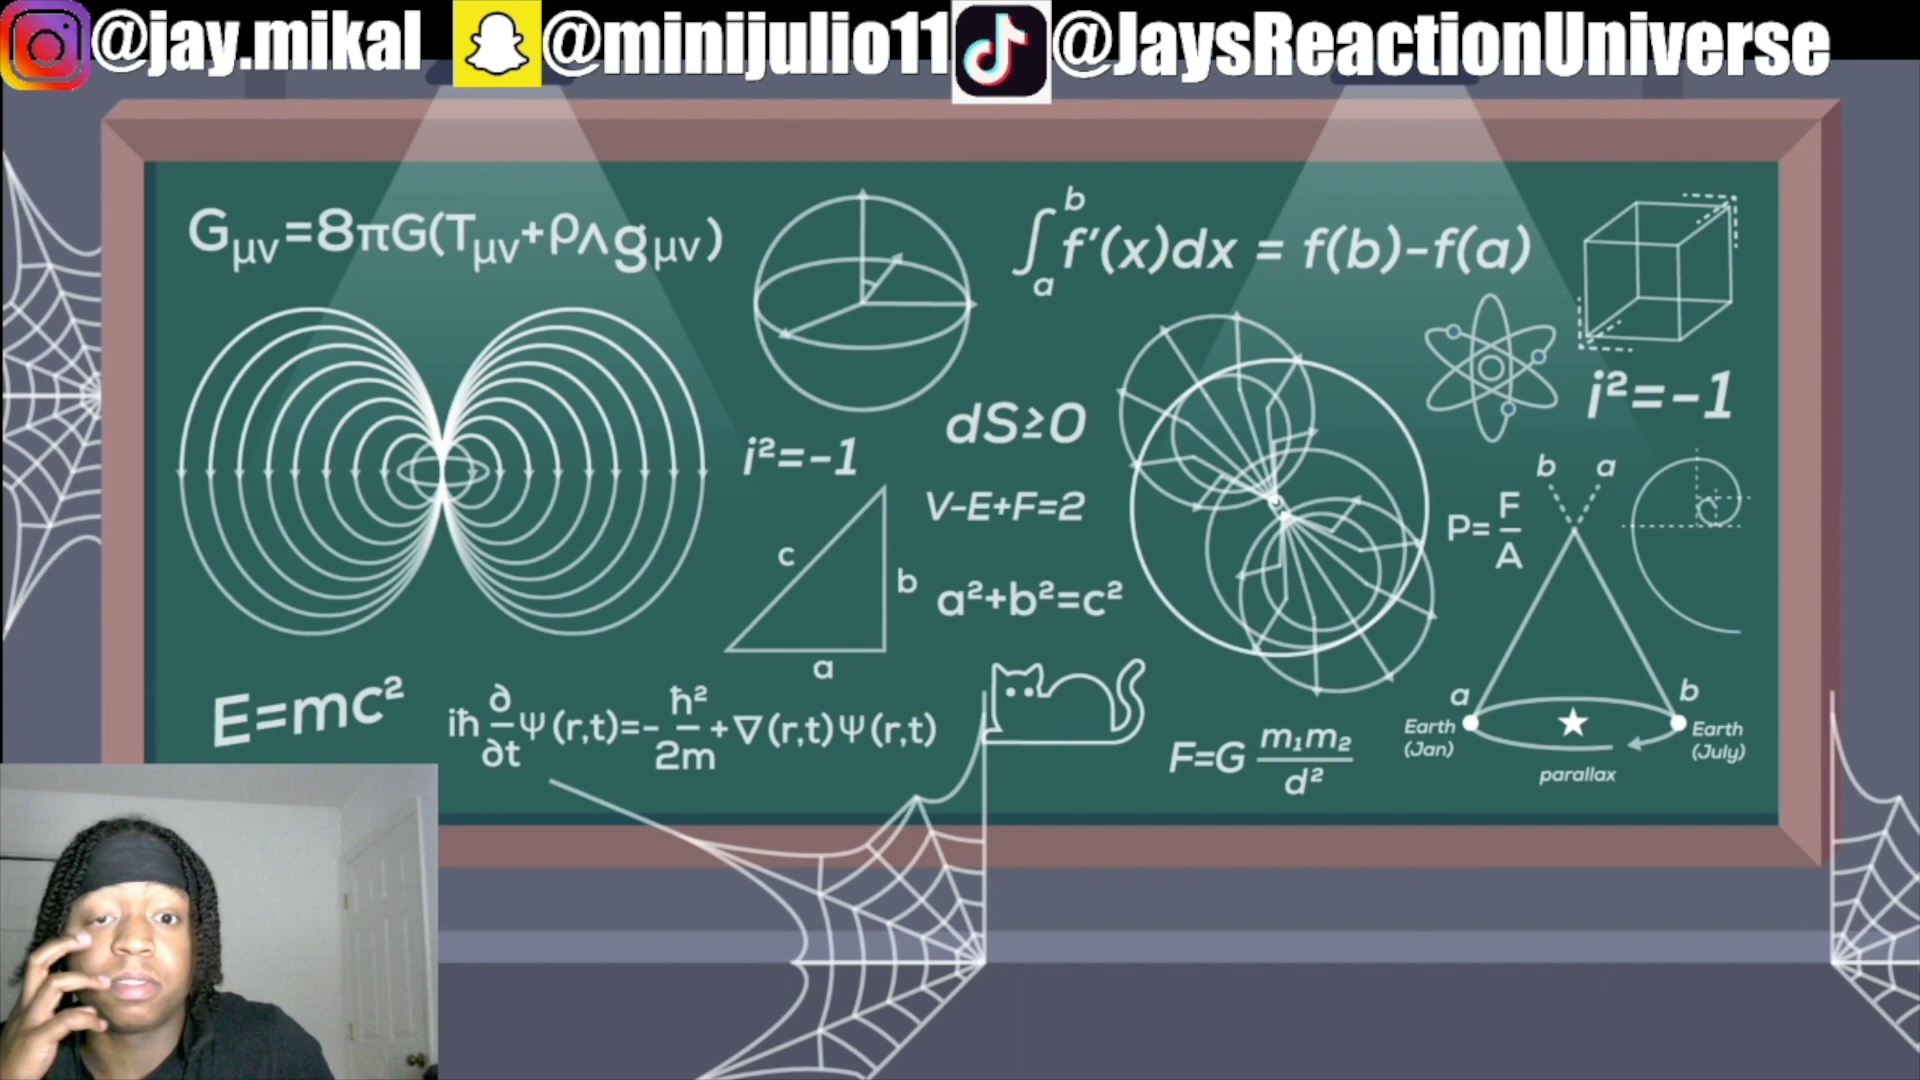 @jay.mikal @minijulio11 @JaysReactionUniverse
Gμν=8πG(Tμν+ρΛgμν)
∫ₐᵇ f′(x)dx = f(b)-f(a)
i²=-1
dS≥0
i²=-1
V-E+F=2
b a
P=F/A
c
b
a²+b²=c²
a
E=mc²
iħ ∂/∂t Ψ(r,t)=-ħ²/2m+∇(r,t)Ψ(r,t)
F=G m₁m₂/d²
a
b
Earth
(Jan)
Earth
(July)
parallax